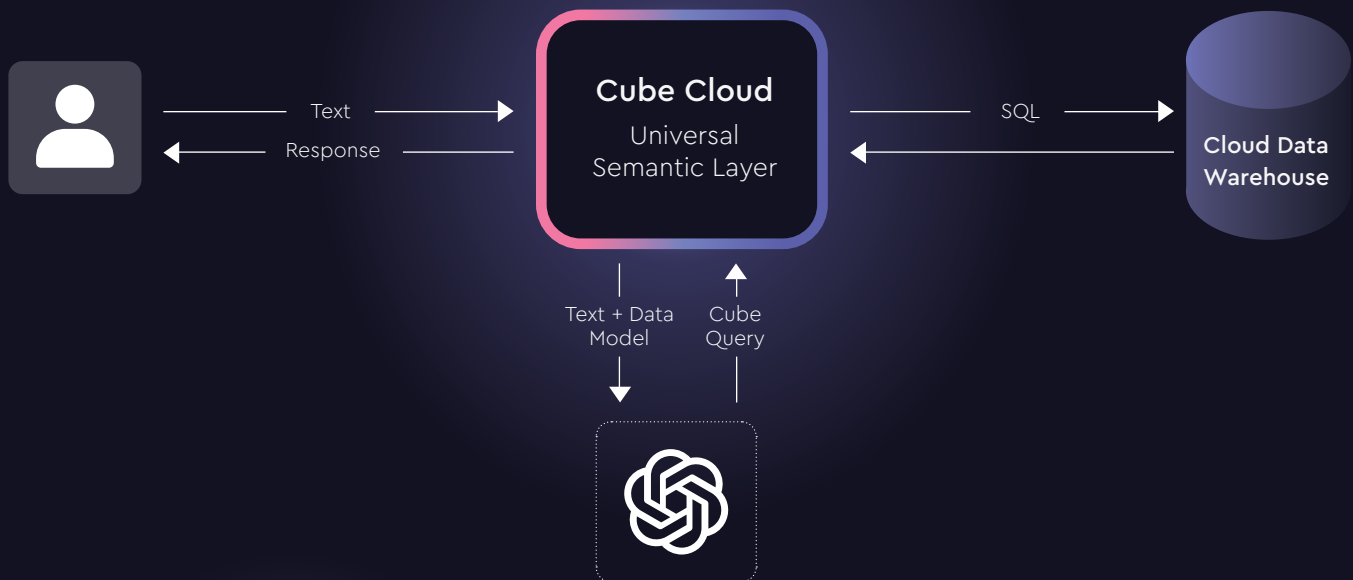 Cube Cloud
Universal
Semantic Layer
Text
Response
SQL
Cloud Data
Warehouse
Text + Data
Model
Cube
Query